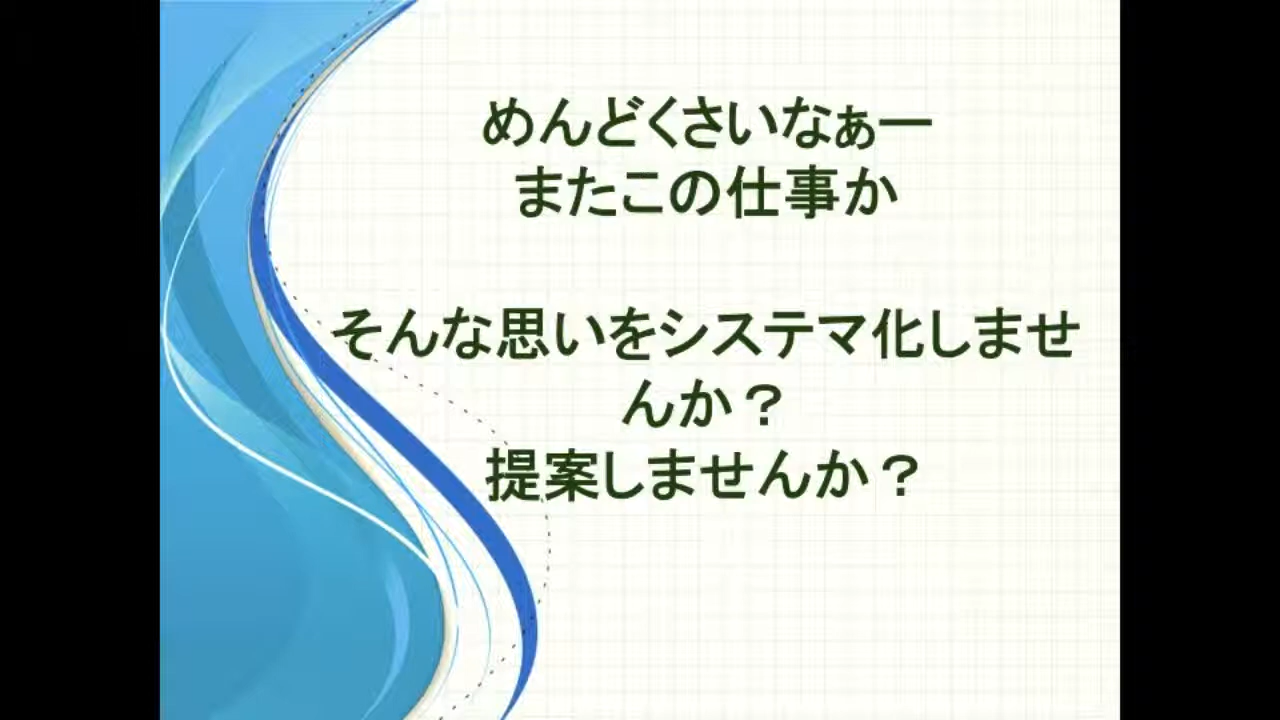 めんどくさいなぁー
またこの仕事か
そんな思いをシステマ化しませ
んか？
提案しませんか？